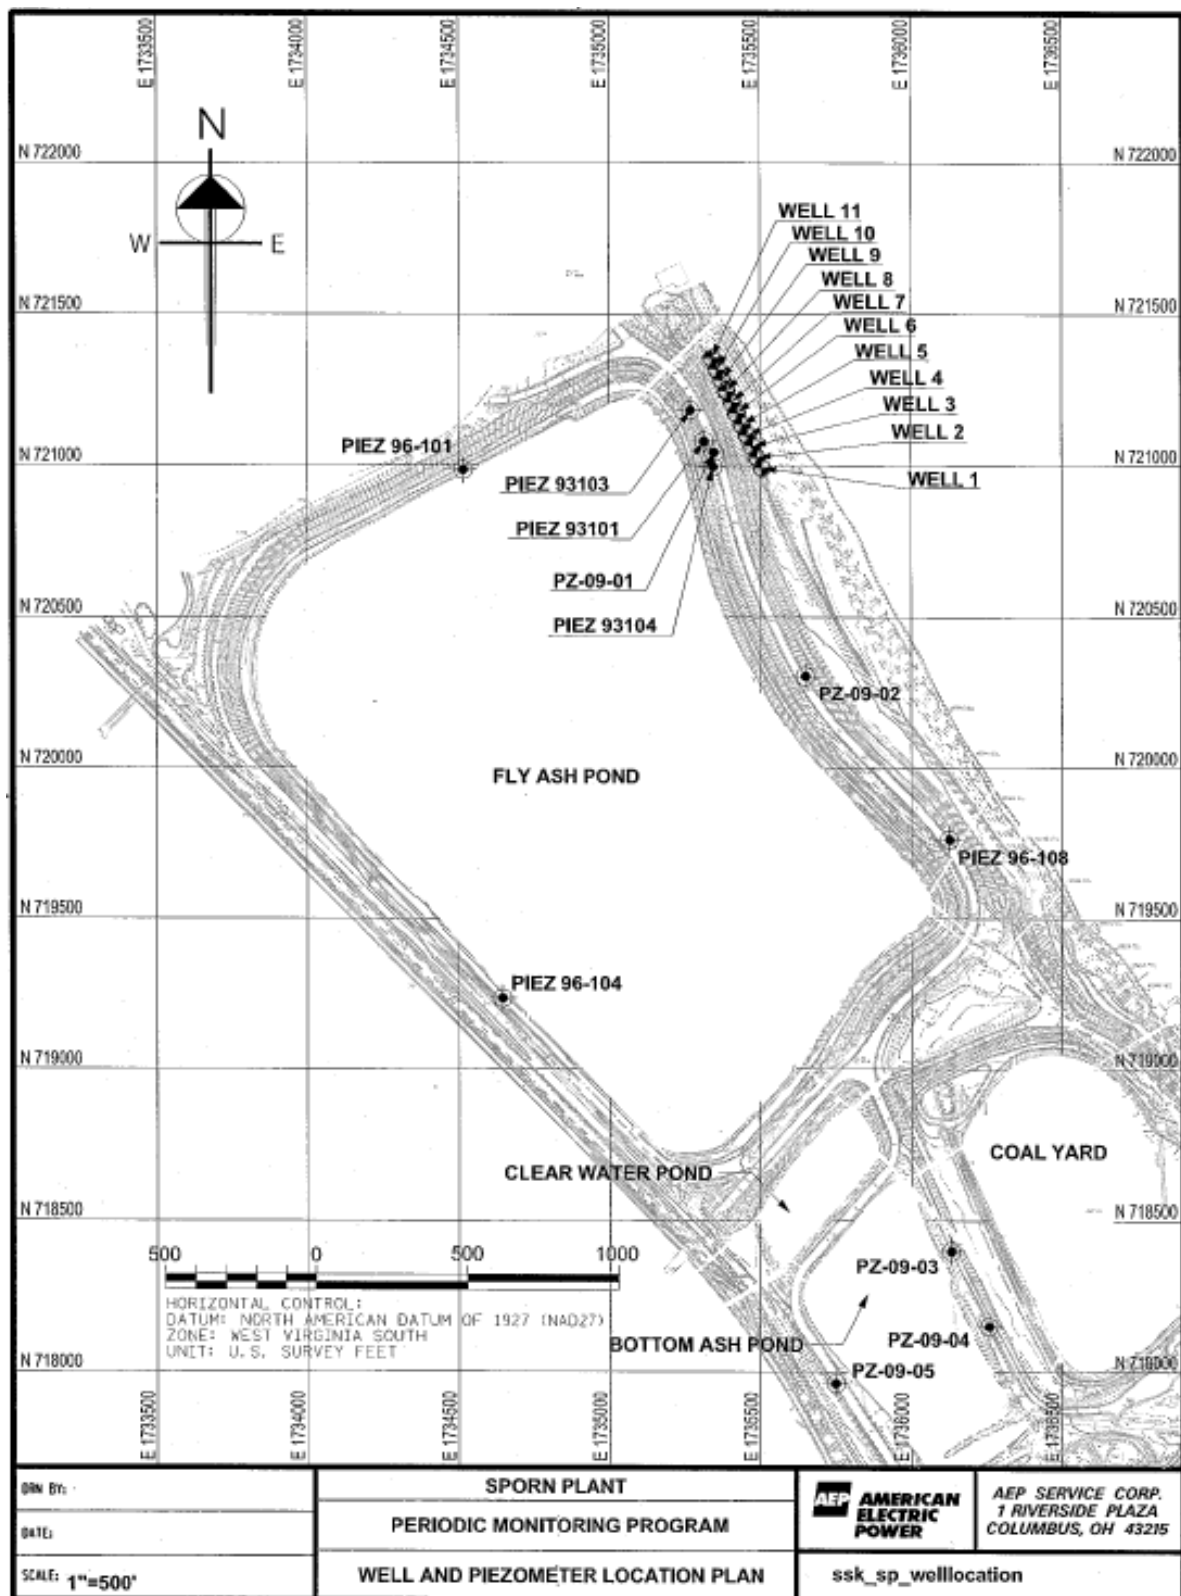 E 1733500
E 1734000
E 1734500
E 1735000
E 1735500
E 1736000
E 1736500
N
W E
N 722000 N 722000
WELL 11
WELL 10
WELL 9
WELL 8
WELL 7
WELL 6
WELL 5
WELL 4
WELL 3
WELL 2
WELL 1
N 721500 N 721500
PIEZ 96-101
N 721000 N 721000
PIEZ 93103
PIEZ 93101
PZ-09-01
PIEZ 93104
N 720500 N 720500
PZ-09-02
N 720000 N 720000
FLY ASH POND
PIEZ 96-108
N 719500 N 719500
PIEZ 96-104
N 719000 N 719000
COAL YARD
CLEAR WATER POND
N 718500 N 718500
500 0 500 1000
PZ-09-03
HORIZONTAL CONTROL:
DATUM: NORTH AMERICAN DATUM OF 1927 (NAD27)
ZONE: WEST VIRGINIA SOUTH
UNIT: U.S. SURVEY FEET
BOTTOM ASH POND
PZ-09-04
PZ-09-05
N 718000 N 718000
E 1733500
E 1734000
E 1734500
E 1735000
E 1735500
E 1736000
E 1736500
DRN BY:
DATE:
SCALE: 1"=500'
SPORN PLANT
PERIODIC MONITORING PROGRAM
WELL AND PIEZOMETER LOCATION PLAN
AEP AMERICAN
ELECTRIC
POWER
AEP SERVICE CORP.
1 RIVERSIDE PLAZA
COLUMBUS, OH 43215
ssk_sp_welllocation